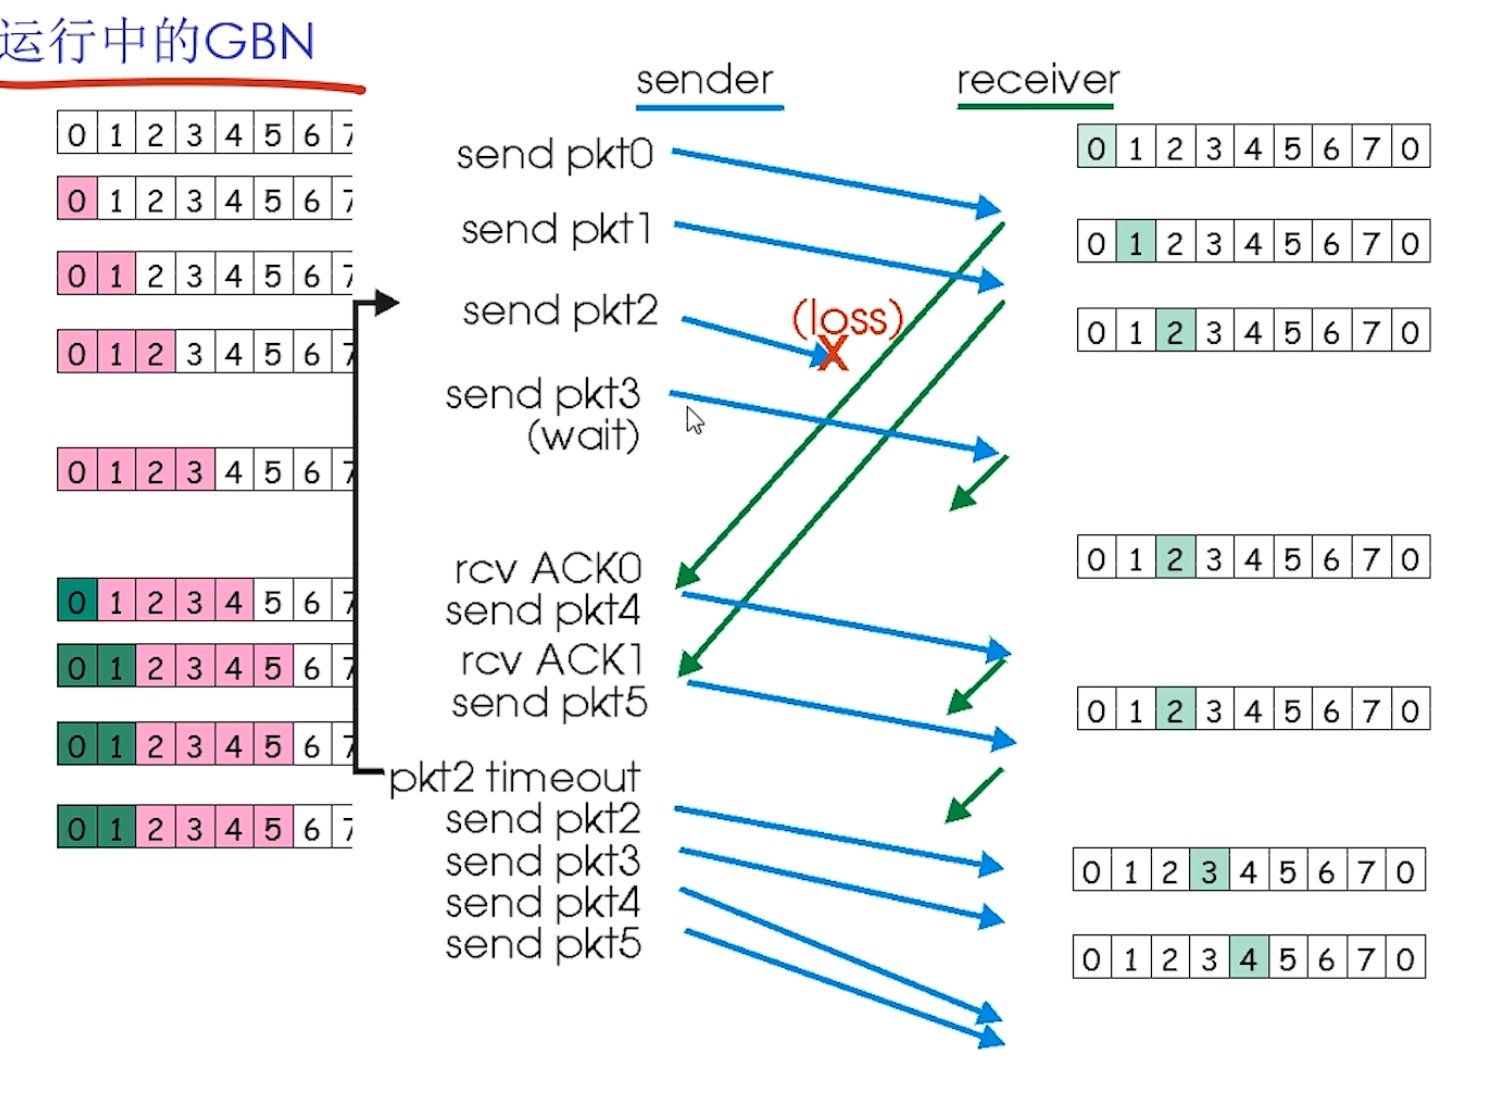 运行中的GBN
sender
receiver
0 1 2 3 4 5 6 7
send pkt0
0 1 2 3 4 5 6 7 0
0 1 2 3 4 5 6 7
send pkt1
0 1 2 3 4 5 6 7 0
0 1 2 3 4 5 6 7
send pkt2
(loss)
X
0 1 2 3 4 5 6 7 0
0 1 2 3 4 5 6 7
send pkt3
(wait)
0 1 2 3 4 5 6 7
0 1 2 3 4 5 6 7 0
rcv ACK0
0 1 2 3 4 5 6 7
send pkt4
rcv ACK1
0 1 2 3 4 5 6 7
send pkt5
0 1 2 3 4 5 6 7 0
0 1 2 3 4 5 6 7
pkt2 timeout
send pkt2
0 1 2 3 4 5 6 7
send pkt3
0 1 2 3 4 5 6 7 0
send pkt4
send pkt5
0 1 2 3 4 5 6 7 0